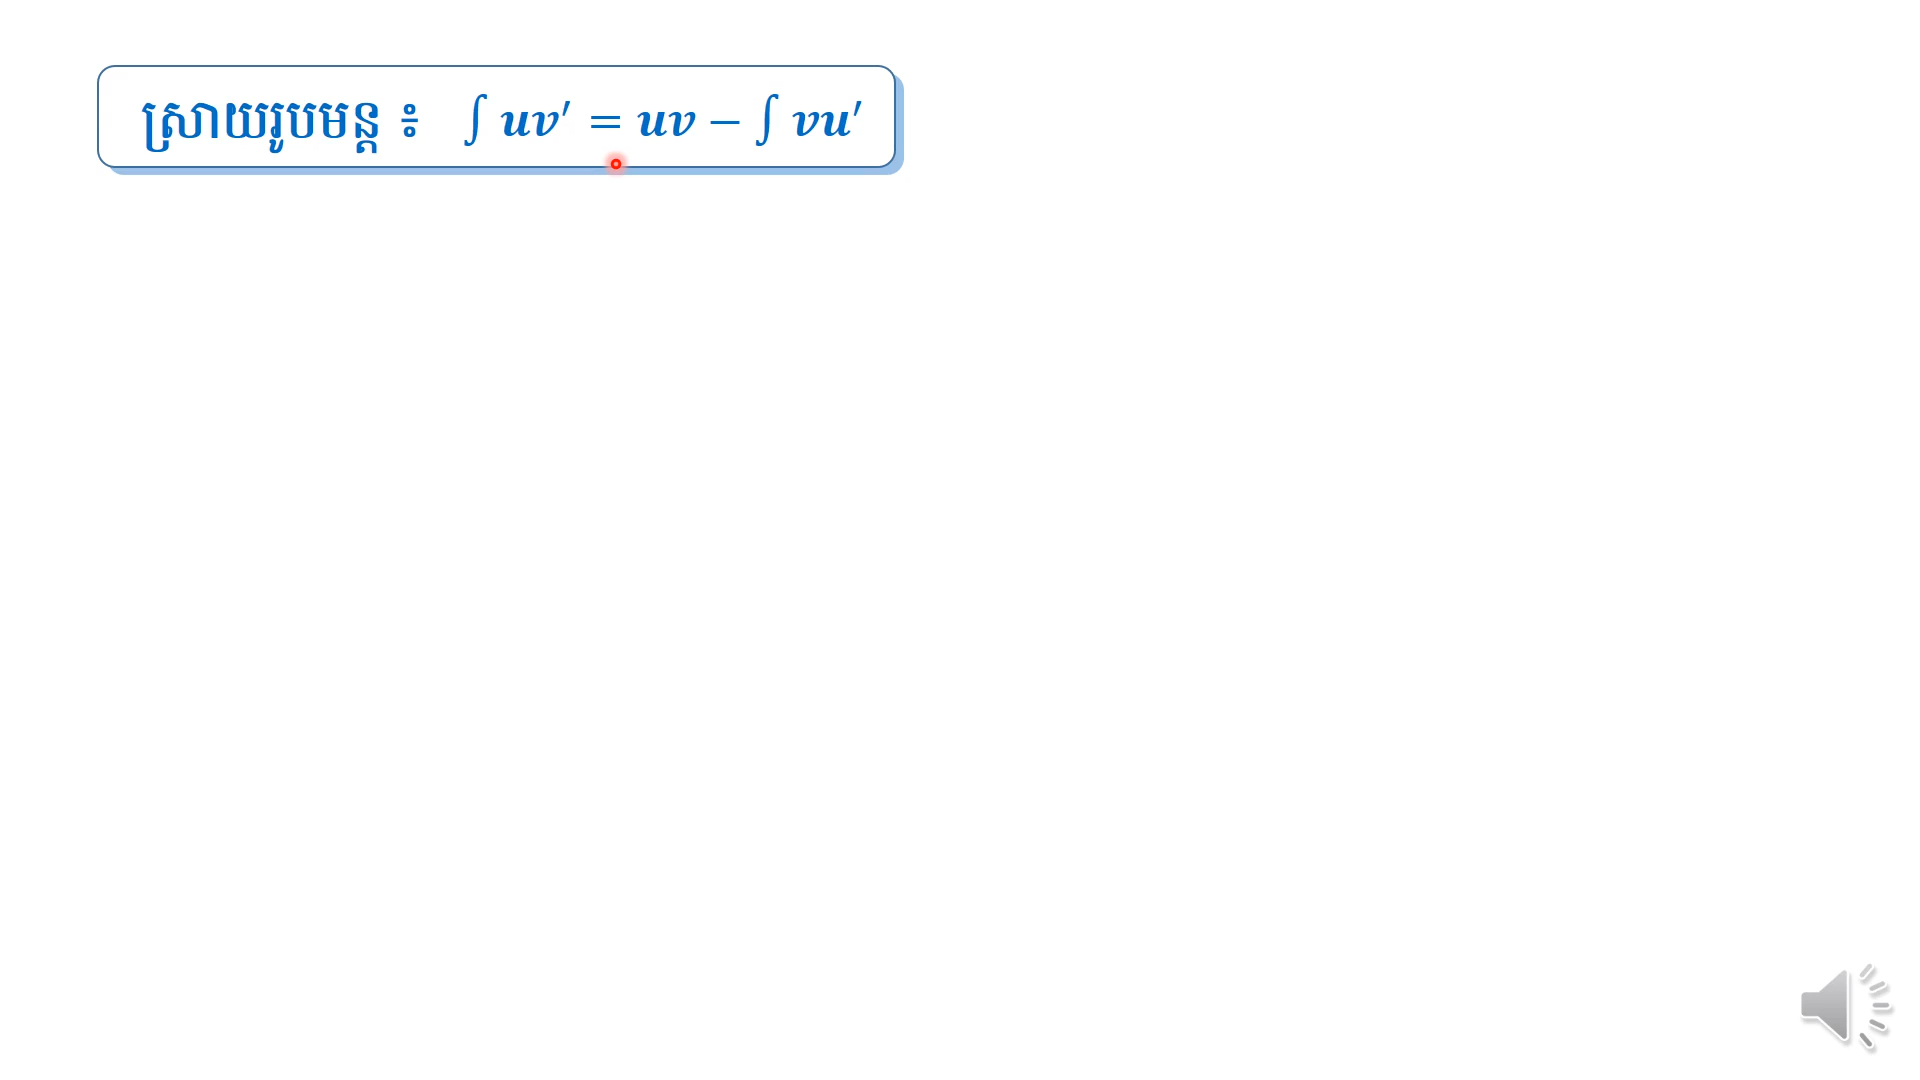 ស្រាយរូបមន្ត ៖ ∫ uv′ = uv − ∫ vu′